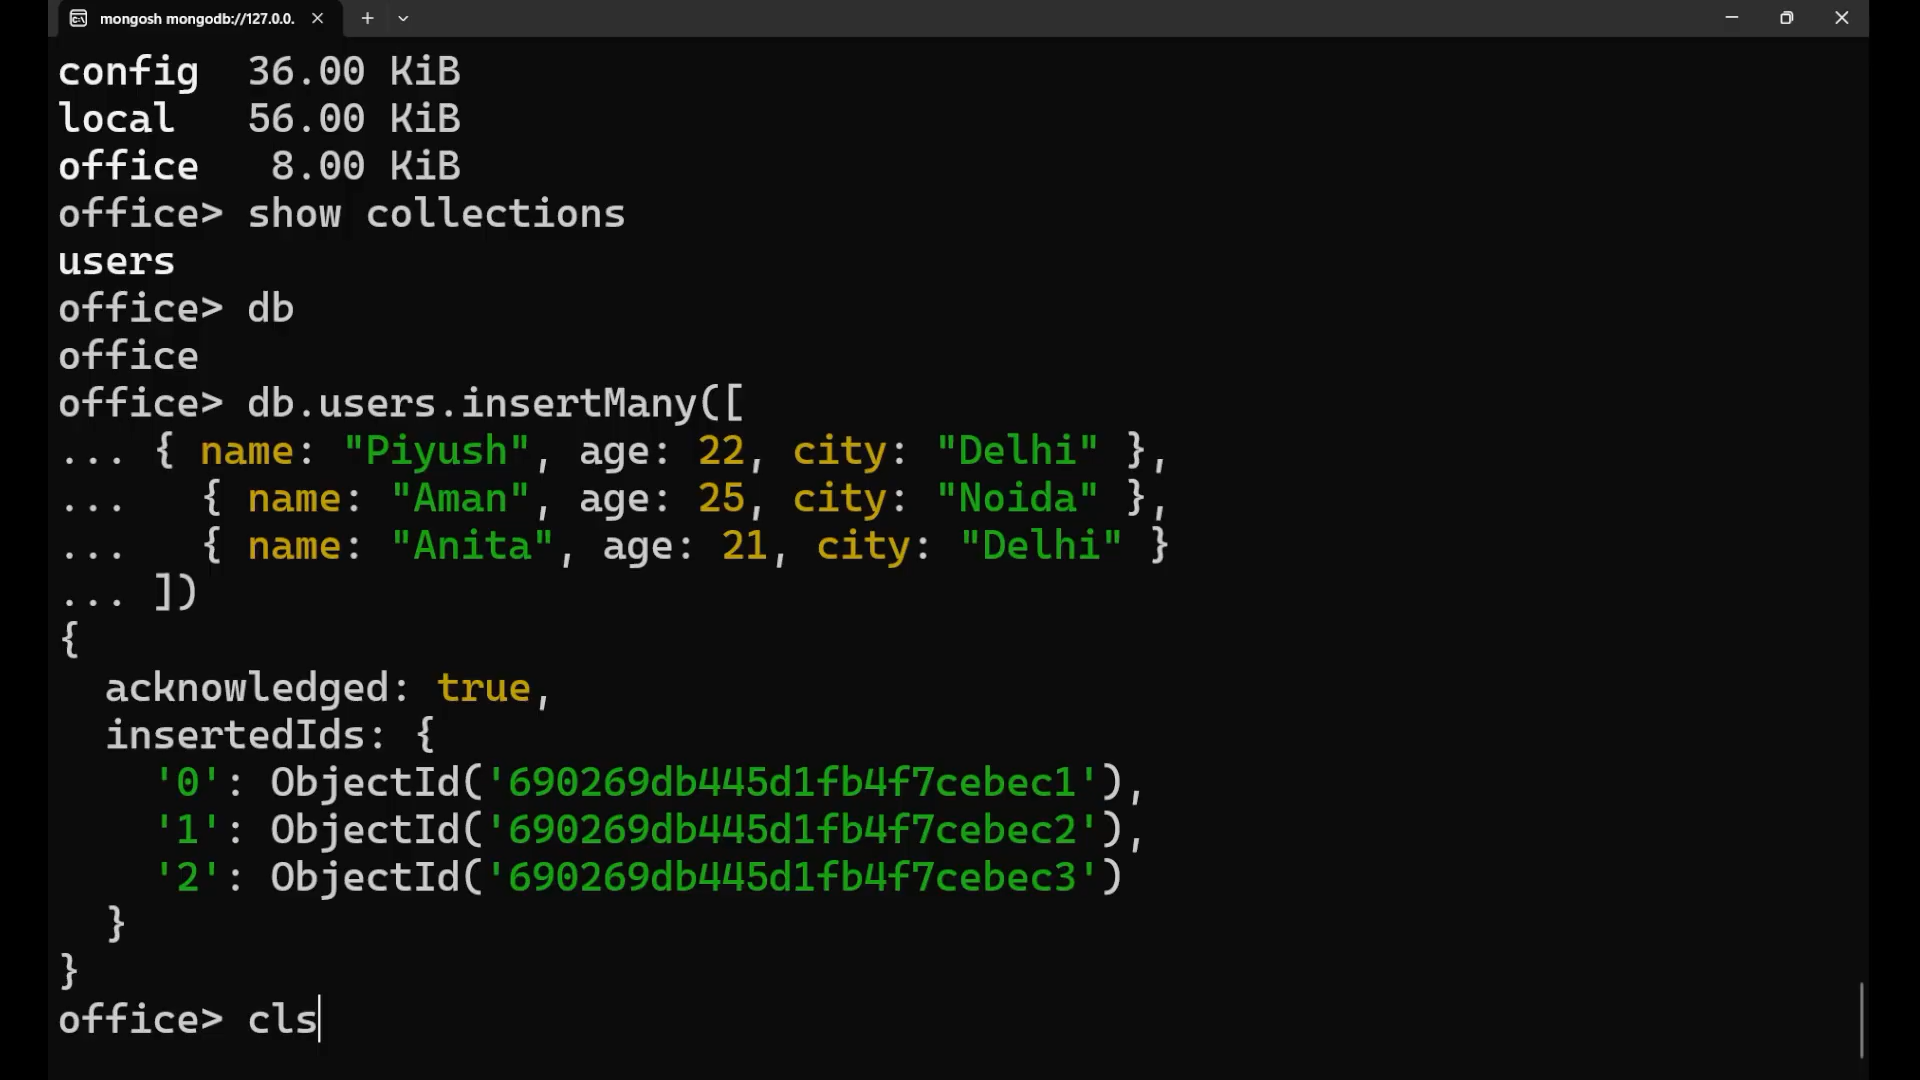 mongosh mongodb://127.0.0.
config 36.00 KiB
local 56.00 KiB
office 8.00 KiB
office> show collections
users
office> db
office
office> db.users.insertMany([
... { name: "Piyush", age: 22, city: "Delhi" },
...   { name: "Aman", age: 25, city: "Noida" },
...   { name: "Anita", age: 21, city: "Delhi" }
... ])
{
  acknowledged: true,
  insertedIds: {
    '0': ObjectId('690269db445d1fb4f7cebec1'),
    '1': ObjectId('690269db445d1fb4f7cebec2'),
    '2': ObjectId('690269db445d1fb4f7cebec3')
  }
}
office> cls